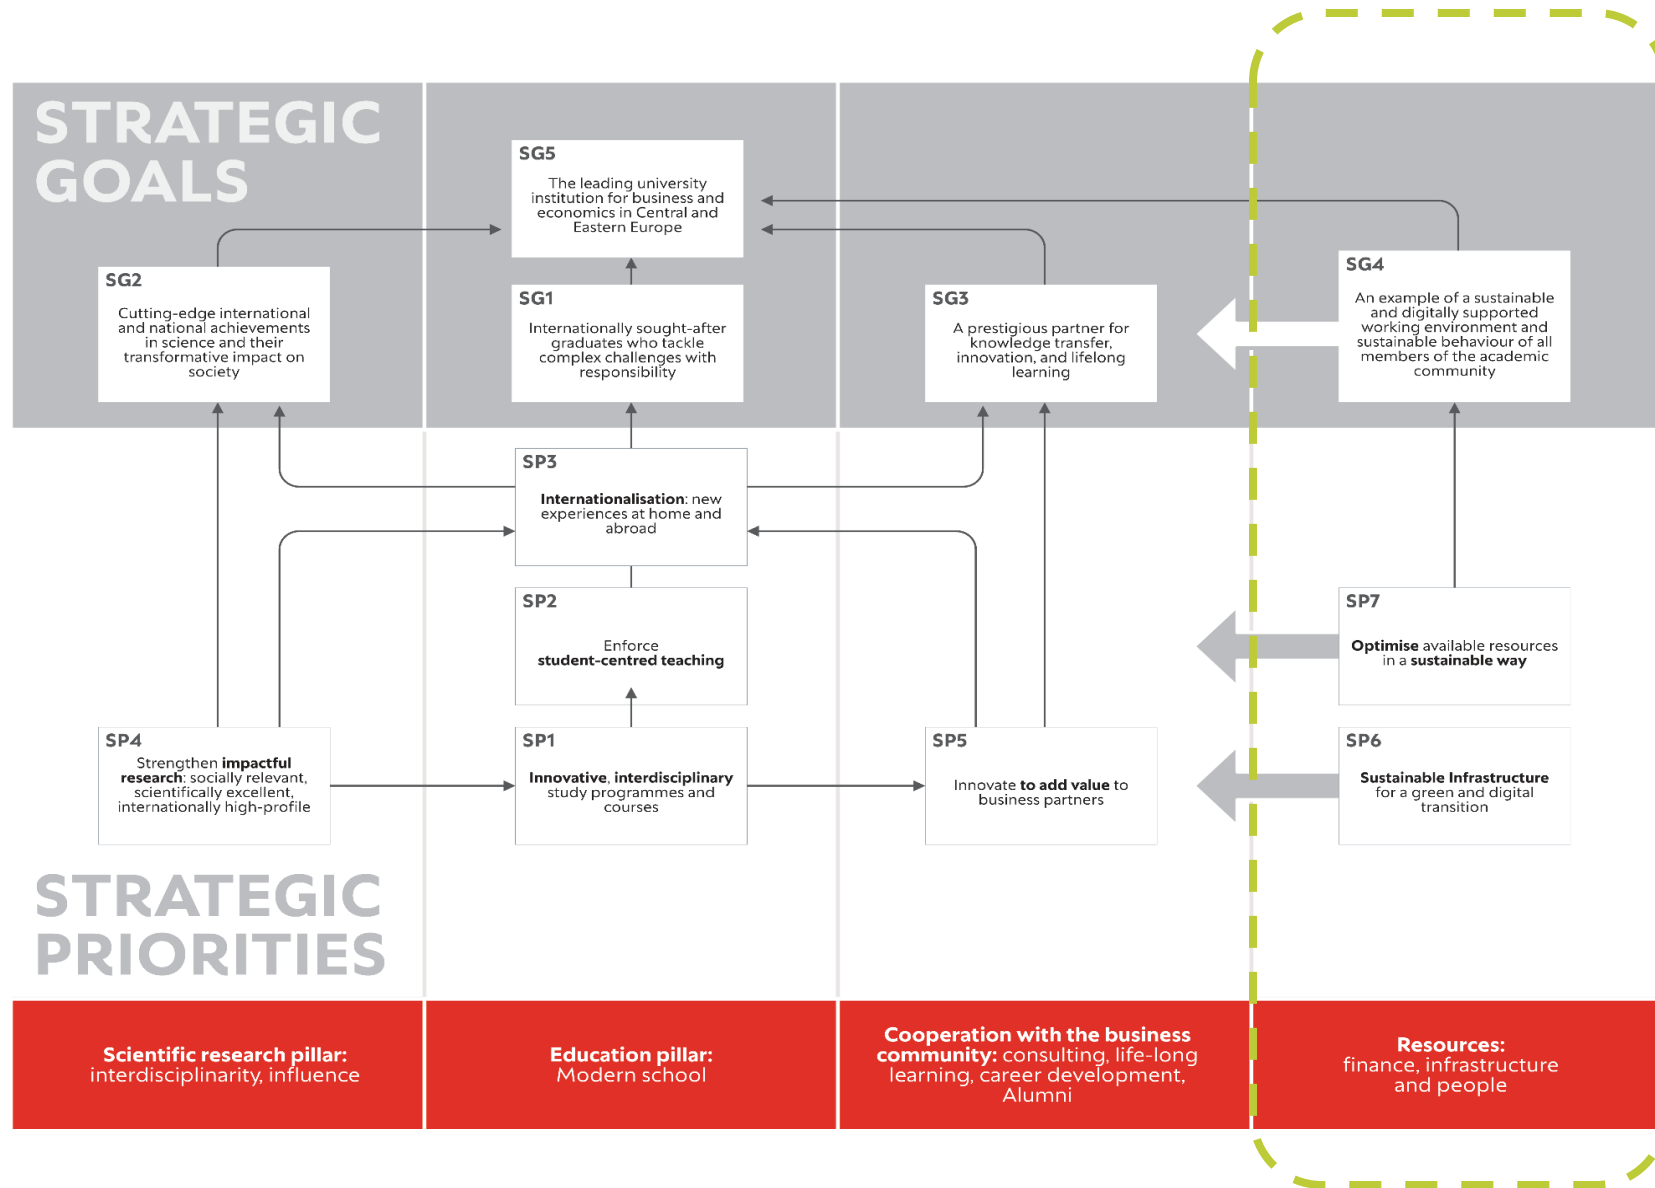 STRATEGIC
GOALS
SG5
The leading university
institution for business and
economics in Central and
Eastern Europe
SG2
Cutting-edge international
and national achievements
in science and their
transformative impact on
society
SG1
Internationally sought-after
graduates who tackle
complex challenges with
responsibility
SG3
A prestigious partner for
knowledge transfer,
innovation, and lifelong
learning
SG4
An example of a sustainable
and digitally supported
working environment and
sustainable behaviour of all
members of the academic
community
SP3
Internationalisation: new
experiences at home and
abroad
SP2
Enforce
student-centred teaching
SP7
Optimise available resources
in a sustainable way
SP4
Strengthen impactful
research: socially relevant,
scientifically excellent,
internationally high-profile
SP1
Innovative, interdisciplinary
study programmes and
courses
SP5
Innovate to add value to
business partners
SP6
Sustainable Infrastructure
for a green and digital
transition
STRATEGIC
PRIORITIES
Scientific research pillar:
interdisciplinarity, influence
Education pillar:
Modern school
Cooperation with the business
community: consulting, life-long
learning, career development,
Alumni
Resources:
finance, infrastructure
and people